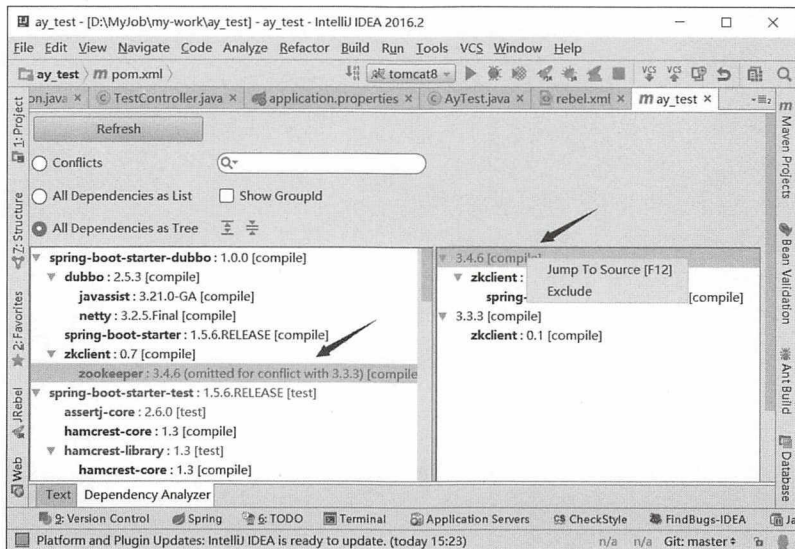 ay_test - [D:\MyJob\my-work\ay_test] - ay_test - IntelliJ IDEA 2016.2
File Edit View Navigate Code Analyze Refactor Build Run Tools VCS Window Help
ay_test m pom.xml tomcat8 VCS VCS
on.java × TestController.java × application.properties × AyTest.java × rebel.xml × m ay_test ×
1: Project
Z: Structure
2: Favorites
JRebel
Web
Refresh
Conflicts
All Dependencies as List Show GroupId
All Dependencies as Tree
spring-boot-starter-dubbo : 1.0.0 [compile]
dubbo : 2.5.3 [compile]
javassist : 3.21.0-GA [compile]
netty : 3.2.5.Final [compile]
spring-boot-starter : 1.5.6.RELEASE [compile]
zkclient : 0.7 [compile]
zookeeper : 3.4.6 (omitted for conflict with 3.3.3) [compile
spring-boot-starter-test : 1.5.6.RELEASE [test]
assertj-core : 2.6.0 [test]
hamcrest-core : 1.3 [compile]
hamcrest-library : 1.3 [test]
hamcrest-core : 1.3 [compile]
3.4.6 [compile]
zkclient :
spring- [compile]
3.3.3 [compile]
zkclient : 0.1 [compile]
Jump To Source [F12]
Exclude
m Maven Projects
Bean Validation
Ant Build
Database
Text Dependency Analyzer
9: Version Control Spring 6: TODO Terminal Application Servers CheckStyle FindBugs-IDEA Ja
Platform and Plugin Updates: IntelliJ IDEA is ready to update. (today 15:23) n/a n/a Git: master